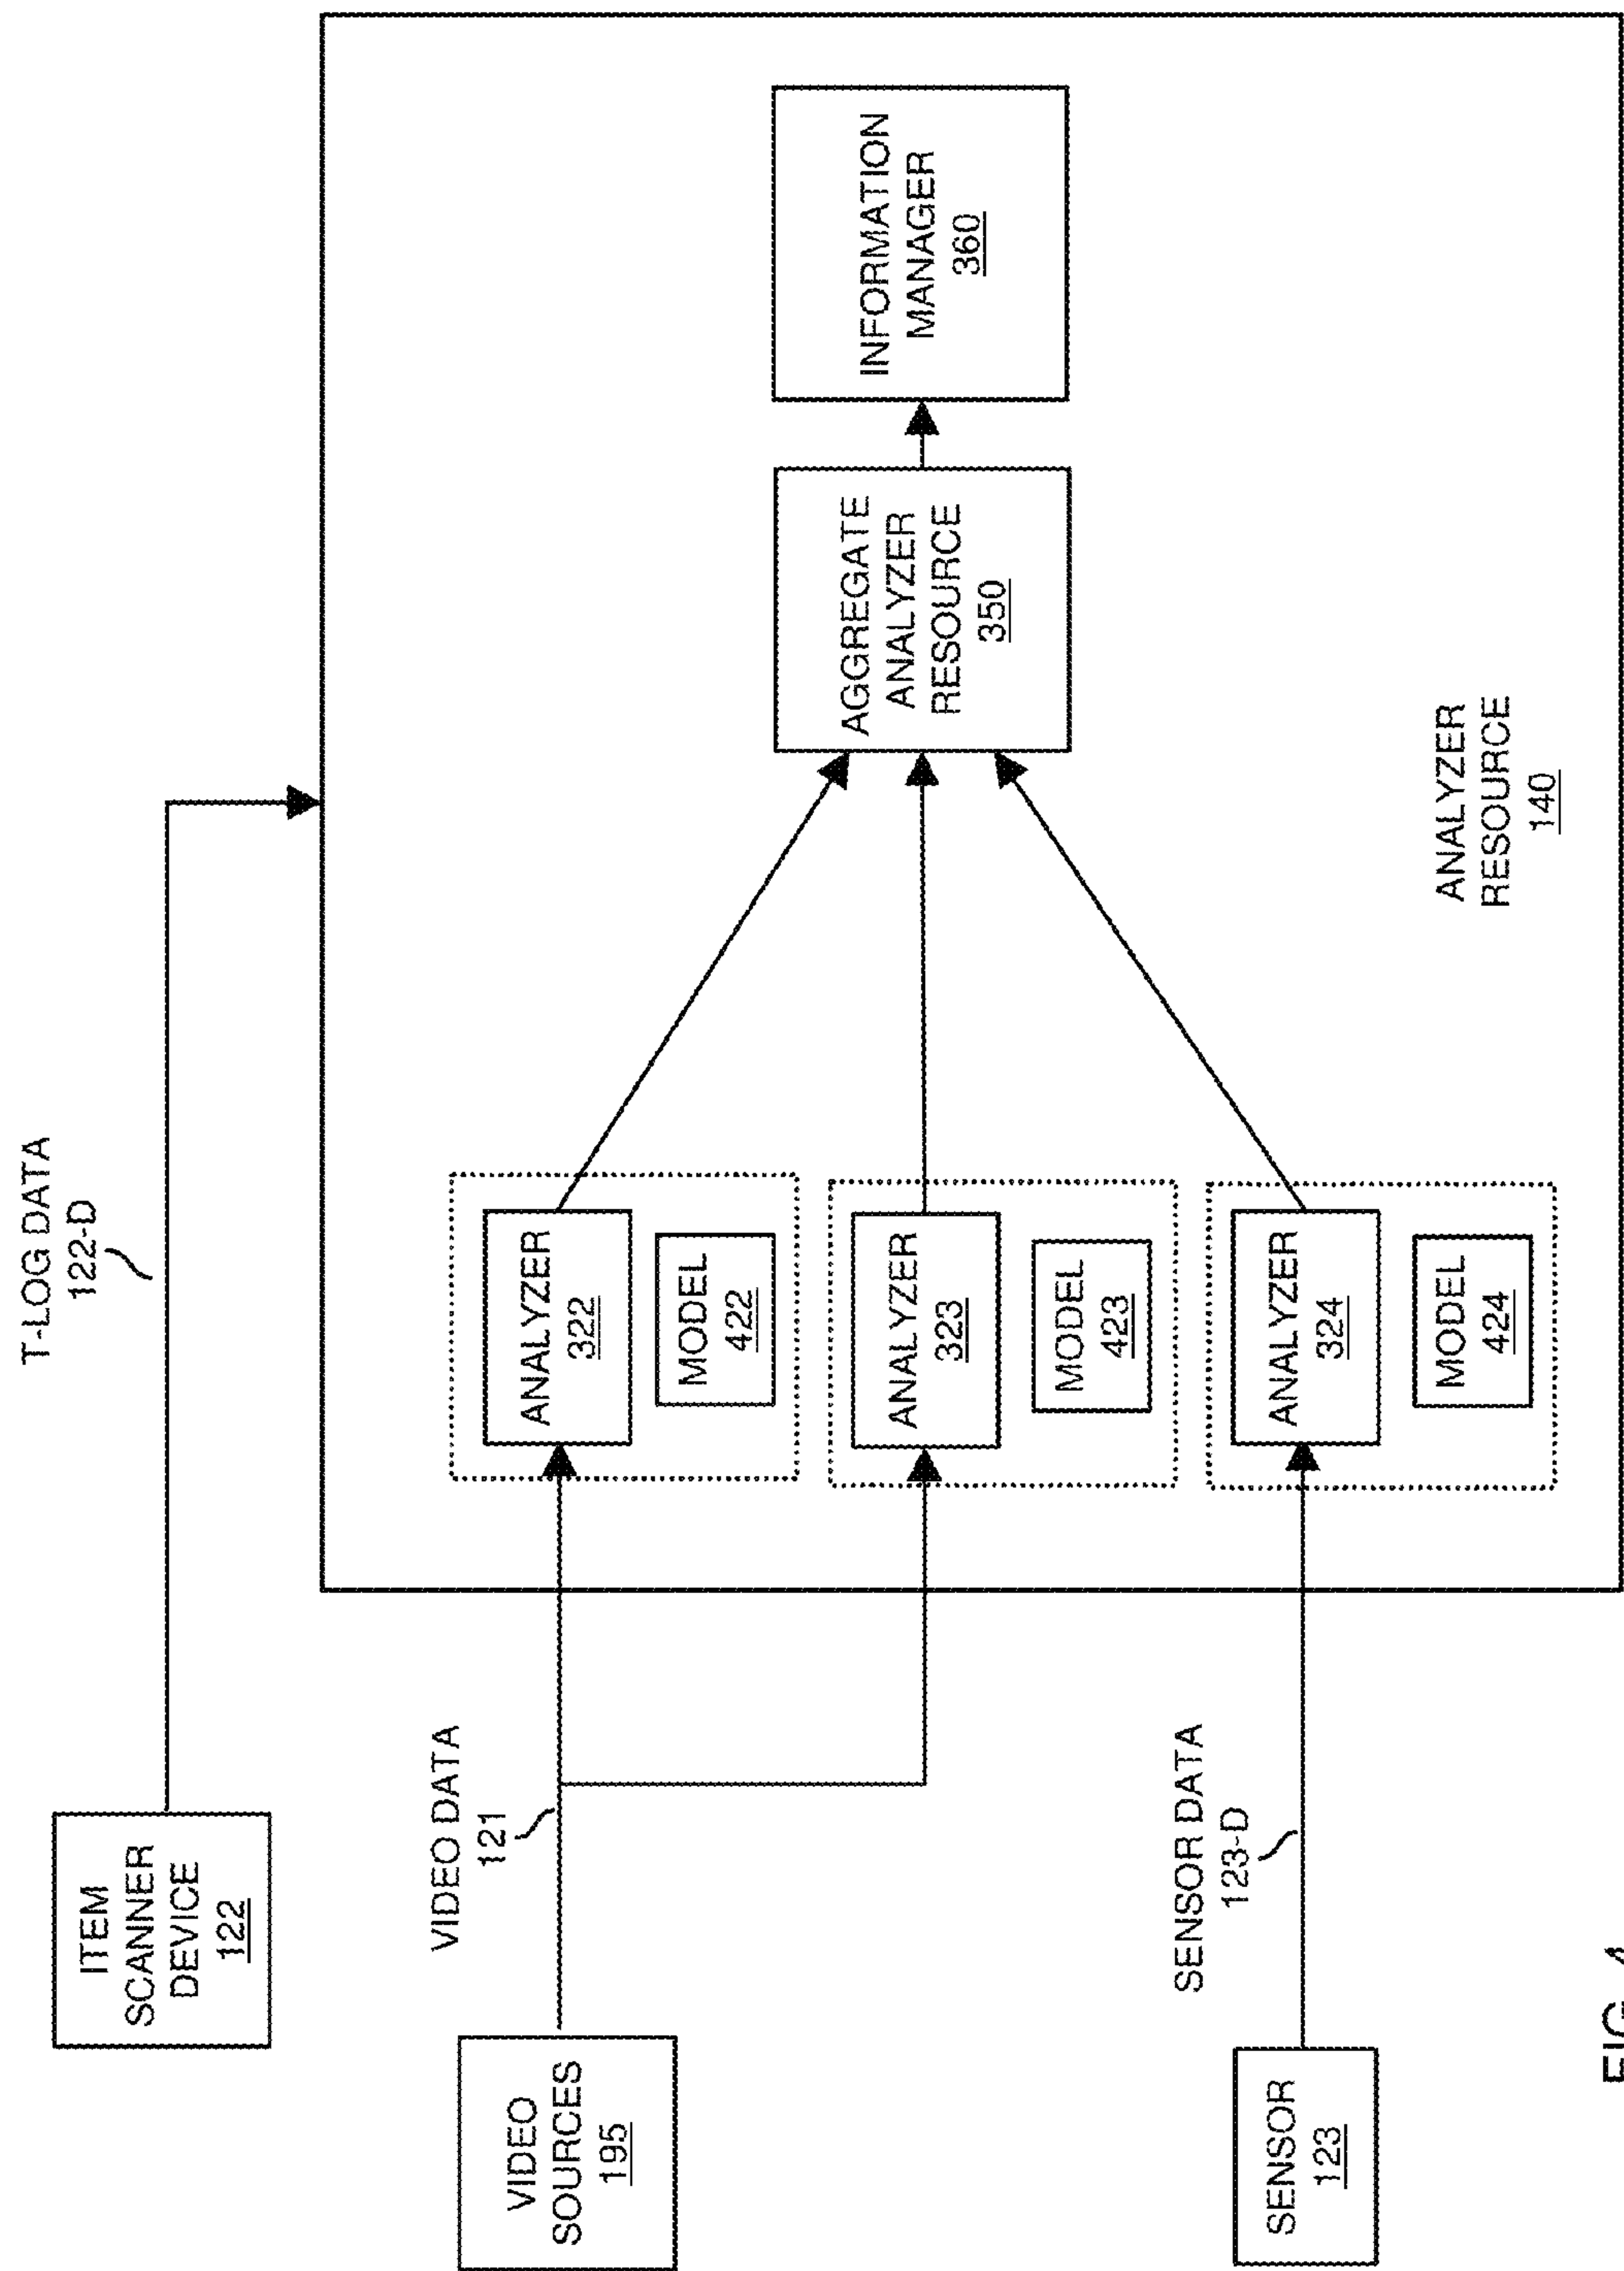 T-LOG DATA
122-D
ITEM
SCANNER
DEVICE
122
VIDEO DATA
121
VIDEO
SOURCES
195
SENSOR DATA
123-D
SENSOR
123
ANALYZER
322
MODEL
422
ANALYZER
323
MODEL
423
ANALYZER
324
MODEL
424
AGGREGATE
ANALYZER
RESOURCE
350
INFORMATION
MANAGER
360
ANALYZER
RESOURCE
140
FIG. 4